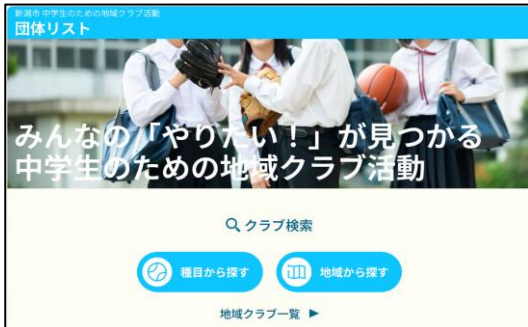 新潟市 中学生のための地域クラブ活動
団体リスト
みんなの「やりたい！」が見つかる
中学生のための地域クラブ活動
クラブ検索
種目から探す
地域から探す
地域クラブ一覧 ▶